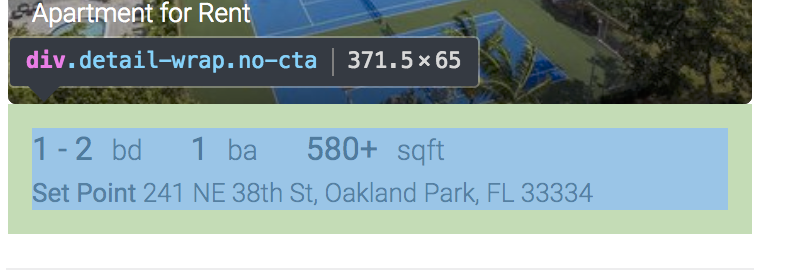 Apartment for Rent
div.detail-wrap.no-cta | 371.5×65
1 - 2 bd 1 ba 580+ sqft
Set Point 241 NE 38th St, Oakland Park, FL 33334